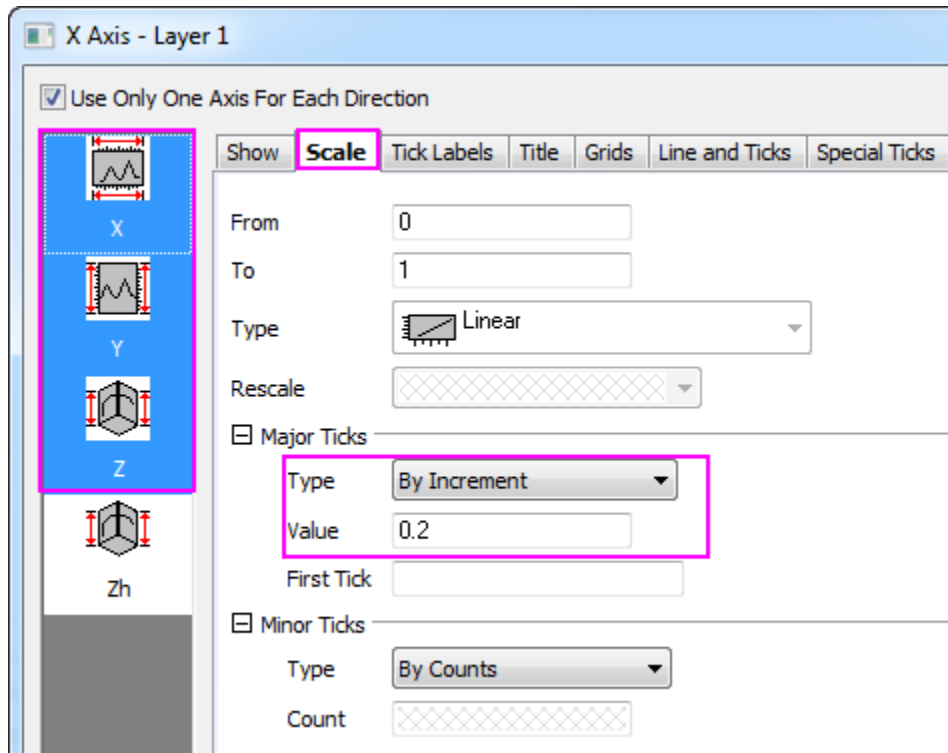 X Axis - Layer 1
Use Only One Axis For Each Direction
Show Scale Tick Labels Title Grids Line and Ticks Special Ticks
X
From 0
To 1
Y
Type Linear
Rescale
Major Ticks
Z
Type By Increment
Value 0.2
Zh
First Tick
Minor Ticks
Type By Counts
Count